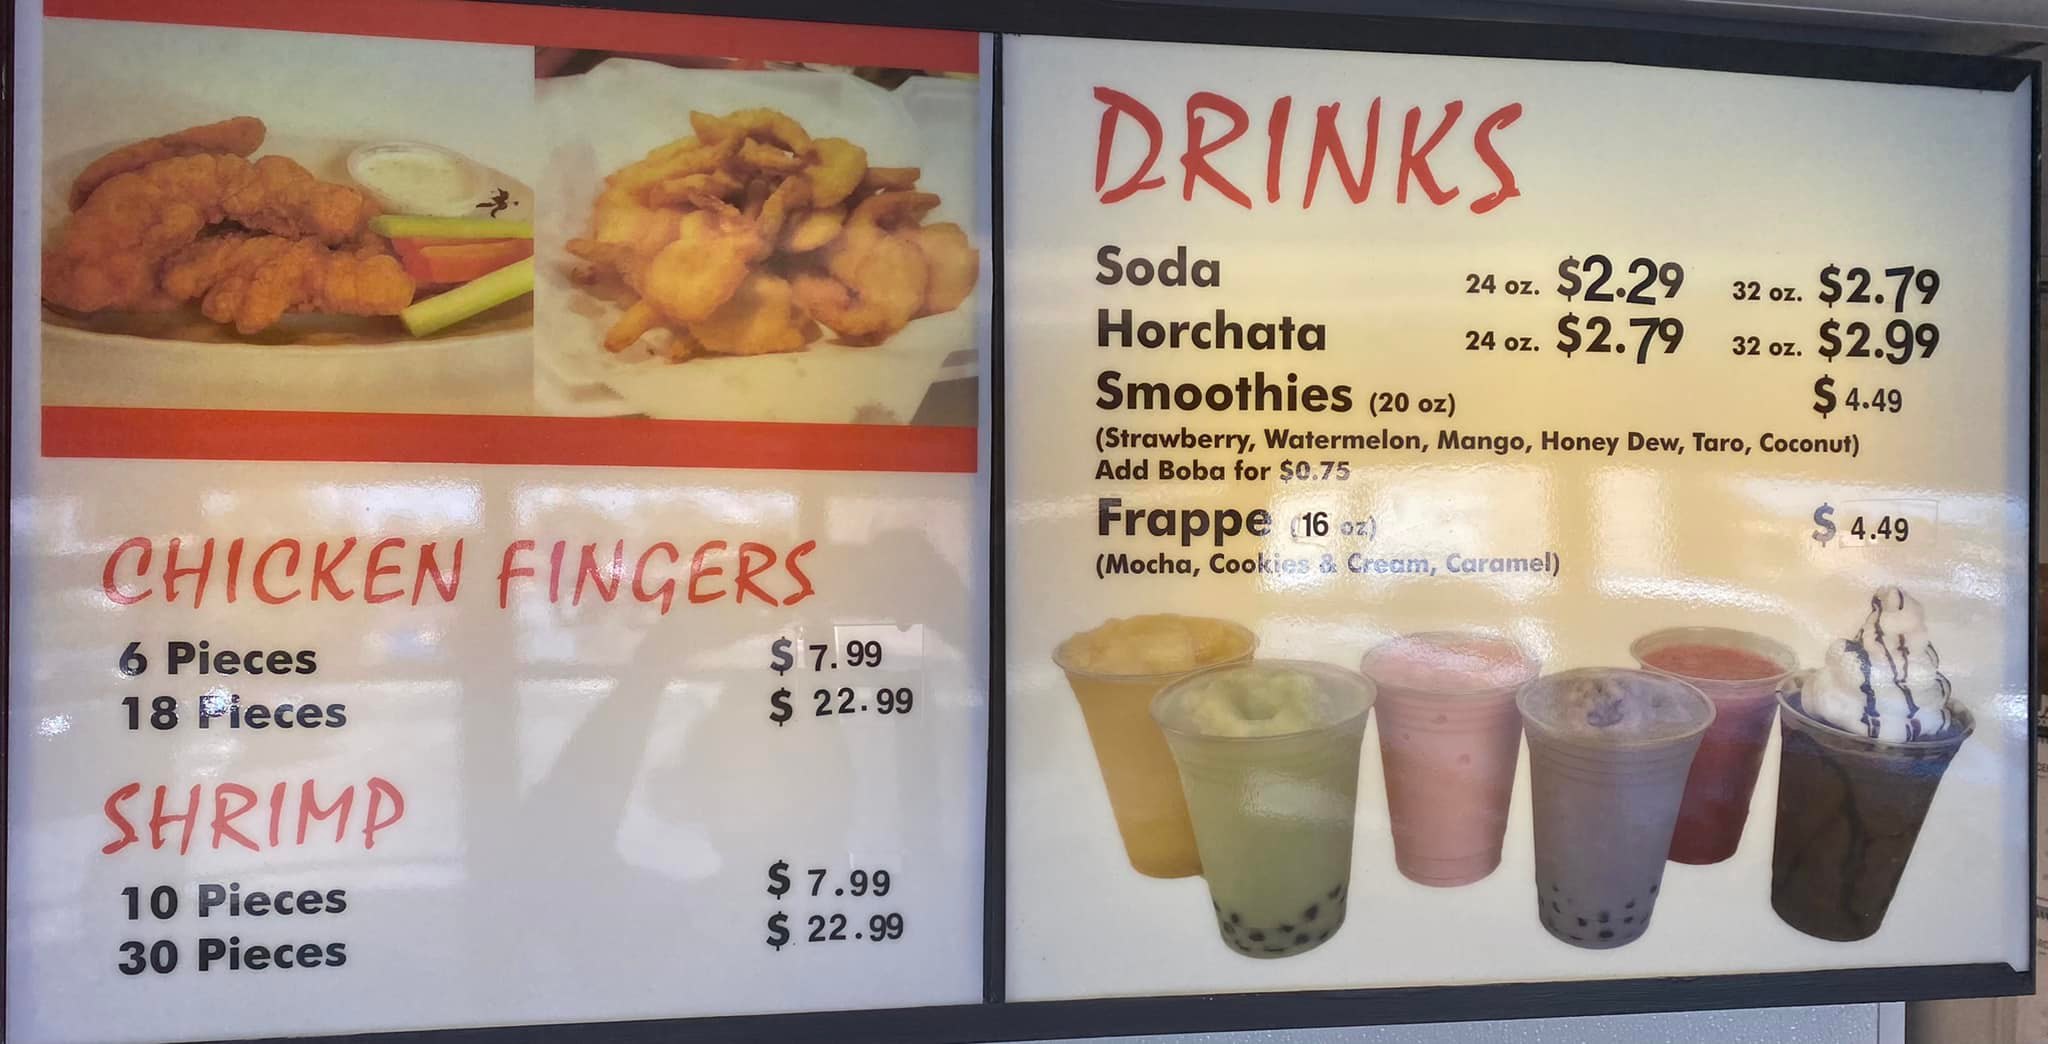 CHICKEN FINGERS
6 Pieces $ 7.99
18 Pieces $ 22.99
SHRIMP
10 Pieces $ 7.99
30 Pieces $ 22.99
DRINKS
Soda 24 oz. $2.29 32 oz. $2.79
Horchata 24 oz. $2.79 32 oz. $2.99
Smoothies (20 oz) $ 4.49
(Strawberry, Watermelon, Mango, Honey Dew, Taro, Coconut)
Add Boba for $0.75
Frappe (16 oz) $ 4.49
(Mocha, Cookies & Cream, Caramel)